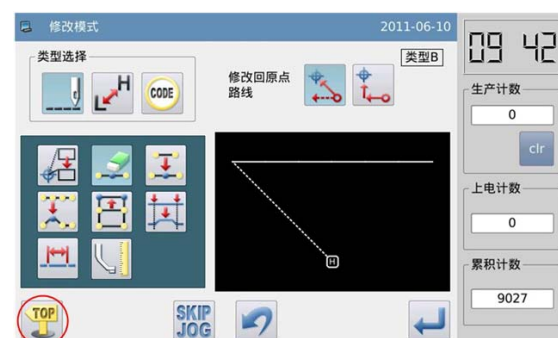 修改模式 2011-06-10
09 42
类型选择
类型B
H
L
CODE
修改回原点
路线
生产计数
0
clr
上电计数
0
H
累积计数
9027
TOP
SKIP
JOG